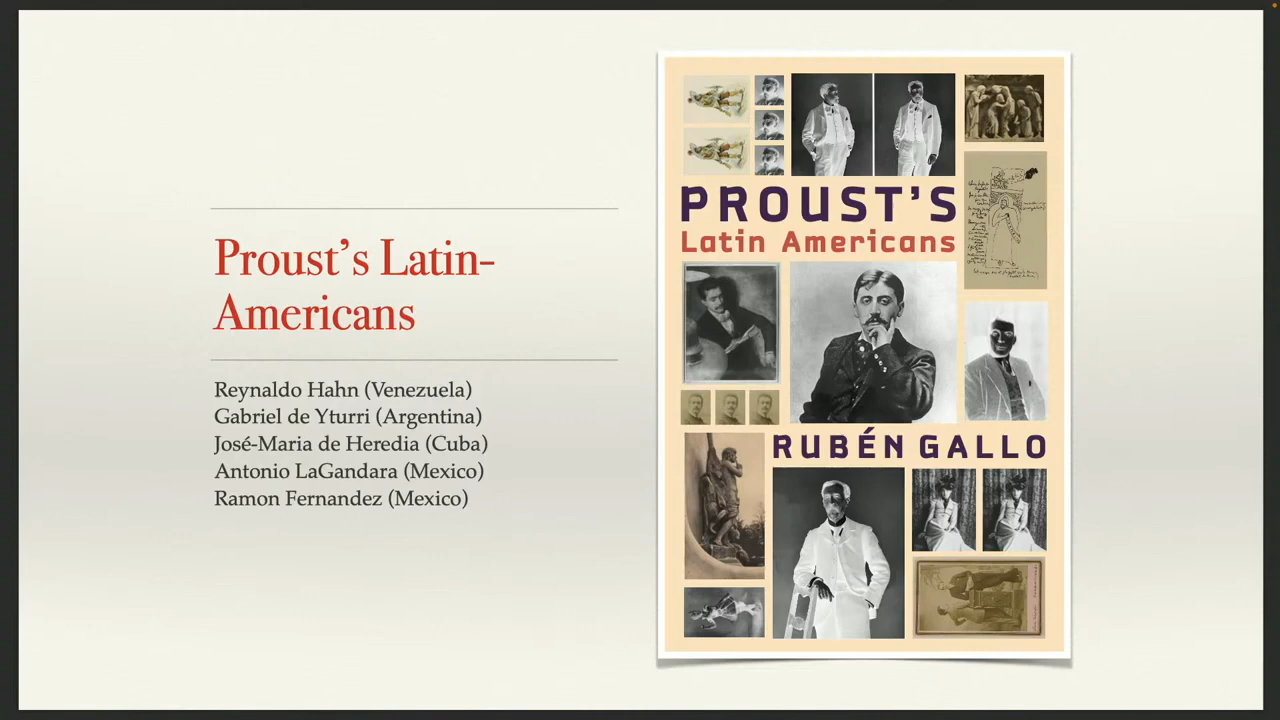 Proust's Latin-
Americans
Reynaldo Hahn (Venezuela)
Gabriel de Yturri (Argentina)
José-Maria de Heredia (Cuba)
Antonio LaGandara (Mexico)
Ramon Fernandez (Mexico)
PROUST'S
Latin Americans
RUBÉN GALLO